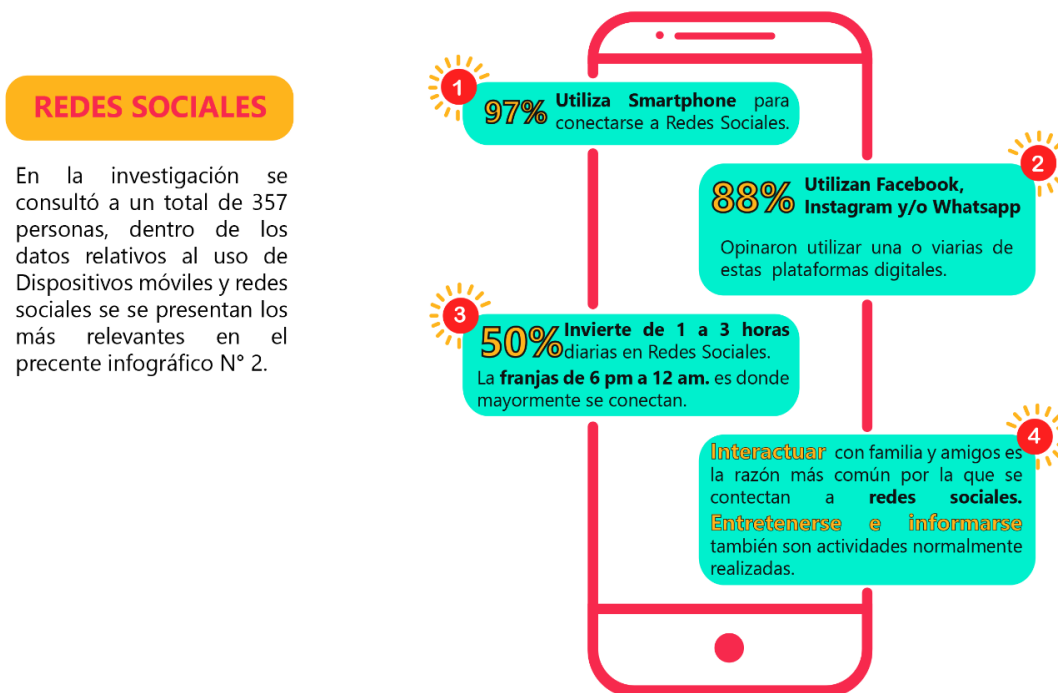 REDES SOCIALES
En la investigación se
consultó a un total de 357
personas, dentro de los
datos relativos al uso de
Dispositivos móviles y redes
sociales se se presentan los
más relevantes en el
precente infográfico N° 2.
1
97% Utiliza Smartphone para
conectarse a Redes Sociales.
2
88% Utilizan Facebook,
Instagram y/o Whatsapp
Opinaron utilizar una o viarias de
estas plataformas digitales.
3
50% Invierte de 1 a 3 horas
diarias en Redes Sociales.
La franjas de 6 pm a 12 am. es donde
mayormente se conectan.
4
Interactuar con familia y amigos es
la razón más común por la que se
contectan a redes sociales.
Entretenerse e informarse
también son actividades normalmente
realizadas.